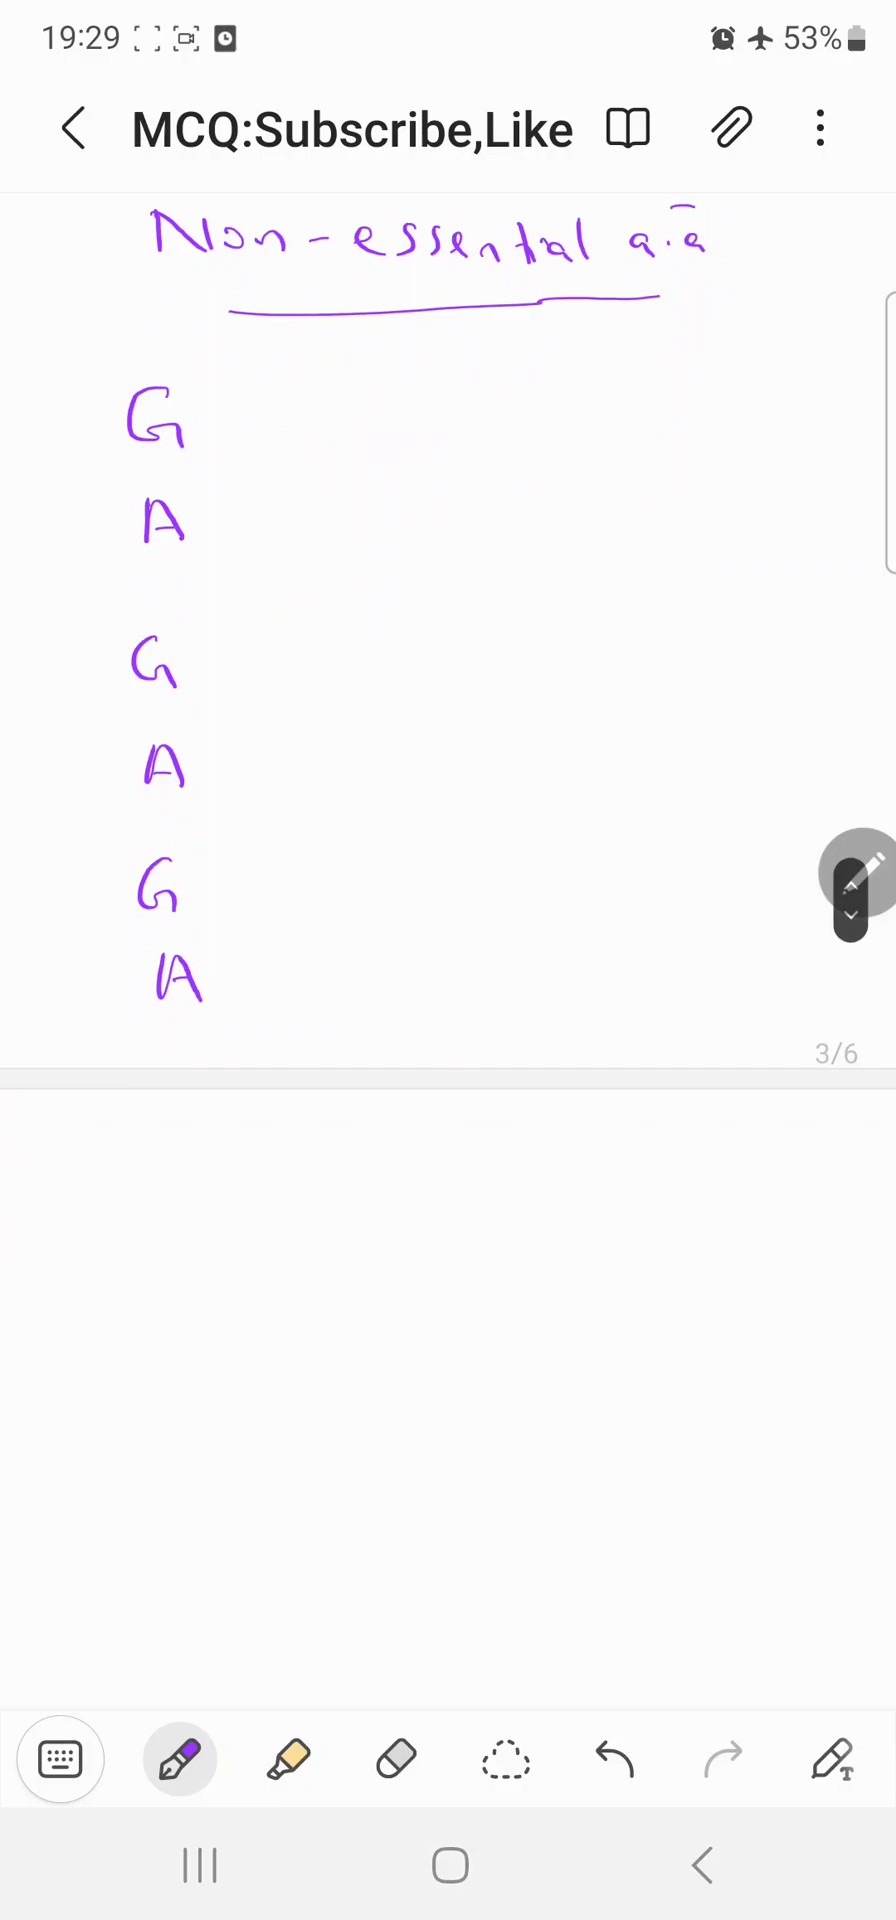 19:29 53%
MCQ:Subscribe,Like
Non-essential a.a
G
A
G
A
G
A
3/6
T